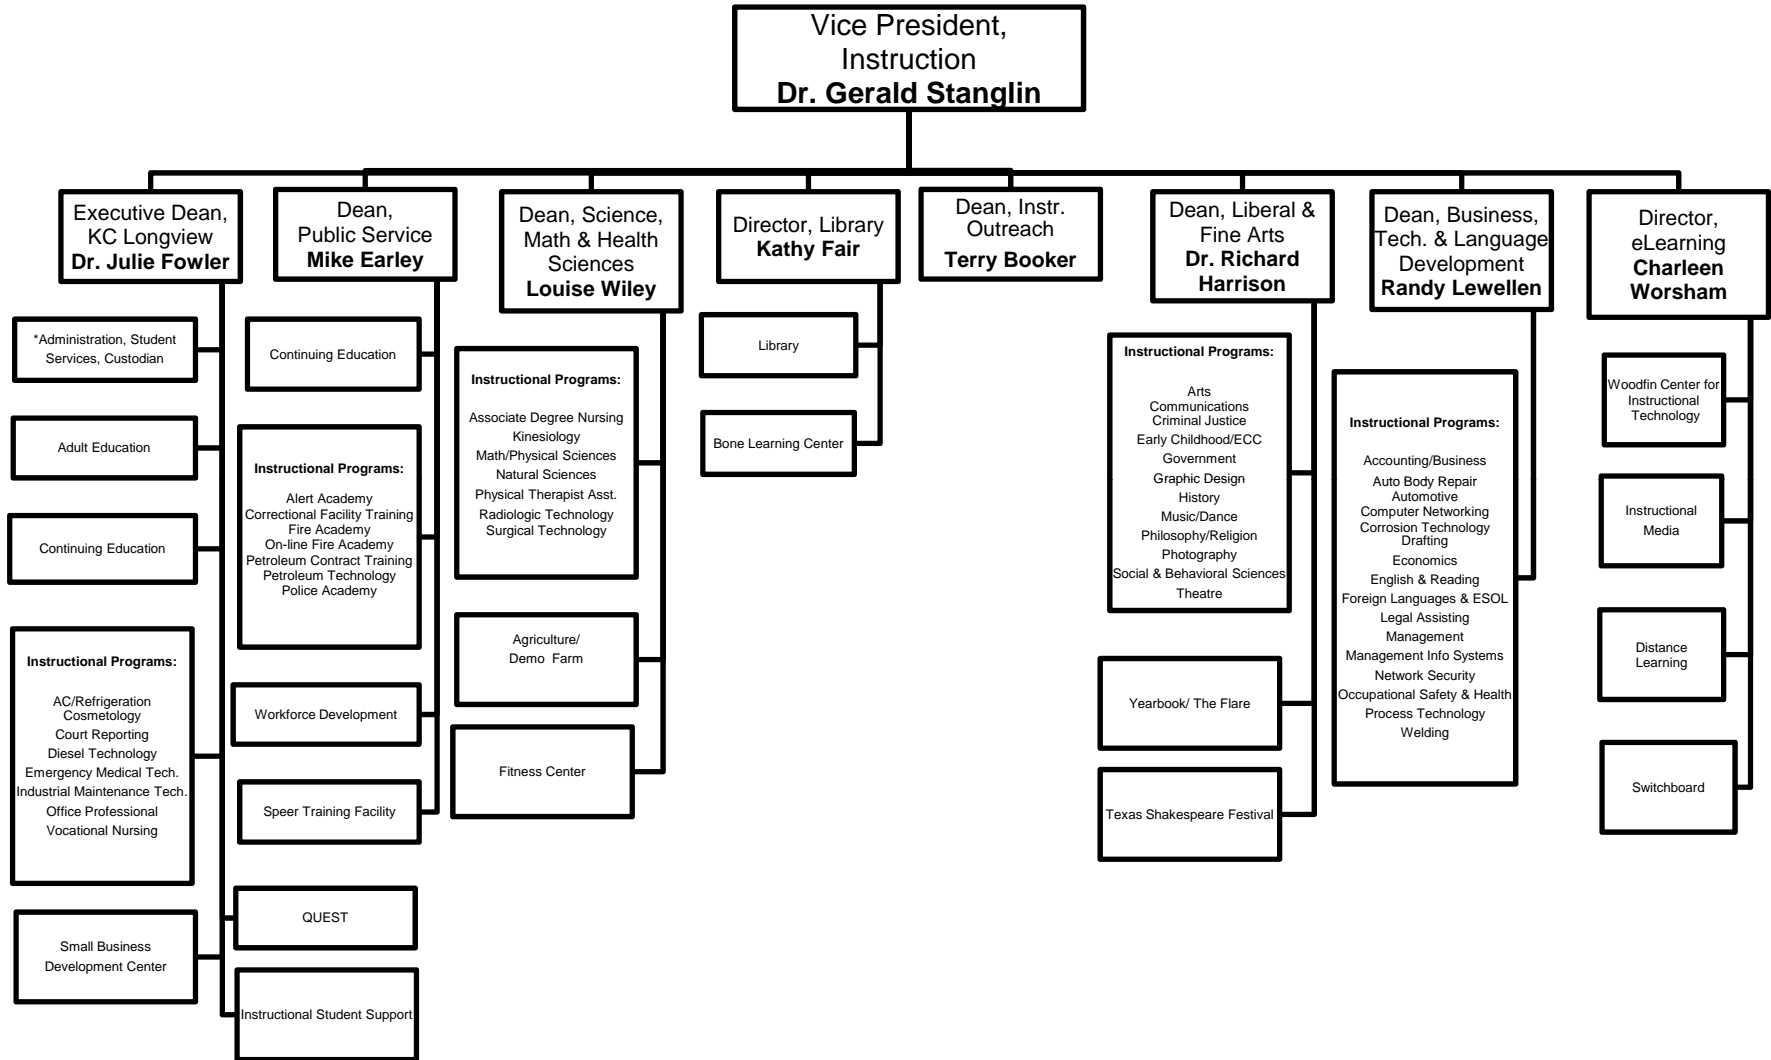 Vice President,
Instruction
Dr. Gerald Stanglin
Executive Dean,
KC Longview
Dr. Julie Fowler
Dean,
Public Service
Mike Earley
Dean, Science,
Math & Health
Sciences
Louise Wiley
Director, Library
Kathy Fair
Dean, Instr.
Outreach
Terry Booker
Dean, Liberal &
Fine Arts
Dr. Richard
Harrison
Dean, Business,
Tech. & Language
Development
Randy Lewellen
Director,
eLearning
Charleen
Worsham
*Administration, Student
Services, Custodian
Adult Education
Continuing Education
Instructional Programs:
AC/Refrigeration
Cosmetology
Court Reporting
Diesel Technology
Emergency Medical Tech.
Industrial Maintenance Tech.
Office Professional
Vocational Nursing
Small Business
Development Center
QUEST
Instructional Student Support
Continuing Education
Instructional Programs:
Alert Academy
Correctional Facility Training
Fire Academy
On-line Fire Academy
Petroleum Contract Training
Petroleum Technology
Police Academy
Workforce Development
Speer Training Facility
Instructional Programs:
Associate Degree Nursing
Kinesiology
Math/Physical Sciences
Natural Sciences
Physical Therapist Asst.
Radiologic Technology
Surgical Technology
Agriculture/
Demo Farm
Fitness Center
Library
Bone Learning Center
Instructional Programs:
Arts
Communications
Criminal Justice
Early Childhood/ECC
Government
Graphic Design
History
Music/Dance
Philosophy/Religion
Photography
Social & Behavioral Sciences
Theatre
Yearbook/ The Flare
Texas Shakespeare Festival
Instructional Programs:
Accounting/Business
Auto Body Repair
Automotive
Computer Networking
Corrosion Technology
Drafting
Economics
English & Reading
Foreign Languages & ESOL
Legal Assisting
Management
Management Info Systems
Network Security
Occupational Safety & Health
Process Technology
Welding
Woodfin Center for
Instructional
Technology
Instructional
Media
Distance
Learning
Switchboard